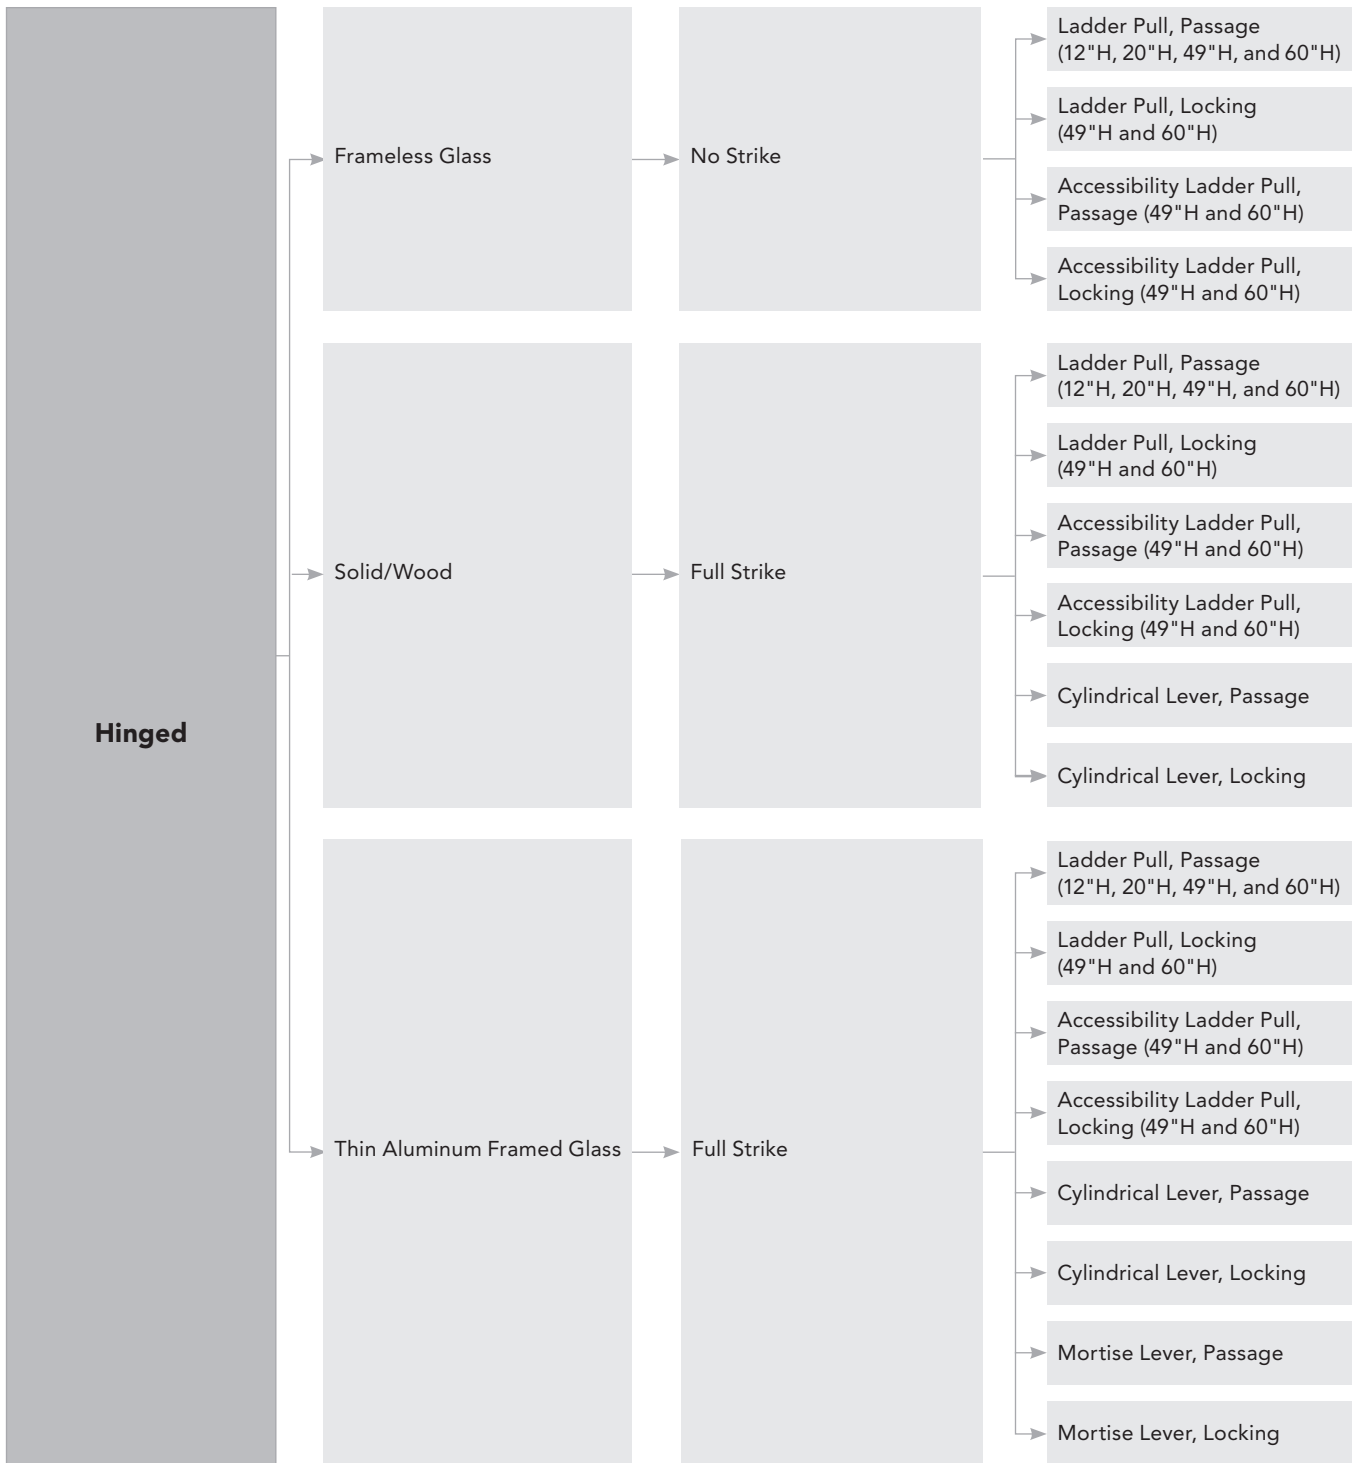 Hinged
Frameless Glass
No Strike
Ladder Pull, Passage
(12"H, 20"H, 49"H, and 60"H)
Ladder Pull, Locking
(49"H and 60"H)
Accessibility Ladder Pull,
Passage (49"H and 60"H)
Accessibility Ladder Pull,
Locking (49"H and 60"H)
Solid/Wood
Full Strike
Ladder Pull, Passage
(12"H, 20"H, 49"H, and 60"H)
Ladder Pull, Locking
(49"H and 60"H)
Accessibility Ladder Pull,
Passage (49"H and 60"H)
Accessibility Ladder Pull,
Locking (49"H and 60"H)
Cylindrical Lever, Passage
Cylindrical Lever, Locking
Thin Aluminum Framed Glass
Full Strike
Ladder Pull, Passage
(12"H, 20"H, 49"H, and 60"H)
Ladder Pull, Locking
(49"H and 60"H)
Accessibility Ladder Pull,
Passage (49"H and 60"H)
Accessibility Ladder Pull,
Locking (49"H and 60"H)
Cylindrical Lever, Passage
Cylindrical Lever, Locking
Mortise Lever, Passage
Mortise Lever, Locking